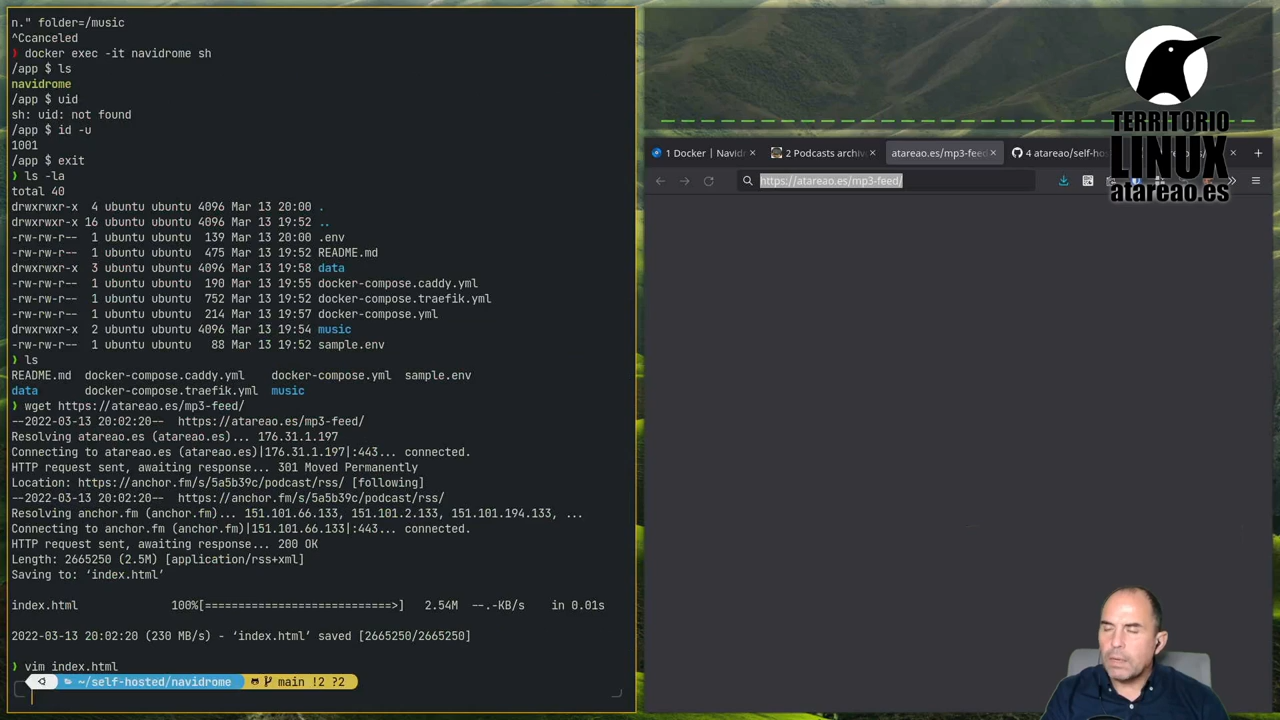 n." folder=/music
^Ccanceled
❯ docker exec -it navidrome sh
/app $ ls
navidrome
/app $ uid
sh: uid: not found
/app $ id -u
1001
/app $ exit
❯ ls -la
total 40
drwxrwxr-x  4 ubuntu ubuntu 4096 Mar 13 20:00 .
drwxrwxr-x 16 ubuntu ubuntu 4096 Mar 13 19:52 ..
-rw-rw-r--  1 ubuntu ubuntu  139 Mar 13 20:00 .env
-rw-rw-r--  1 ubuntu ubuntu  475 Mar 13 19:52 README.md
drwxrwxr-x  3 ubuntu ubuntu 4096 Mar 13 19:58 data
-rw-rw-r--  1 ubuntu ubuntu  190 Mar 13 19:55 docker-compose.caddy.yml
-rw-rw-r--  1 ubuntu ubuntu  752 Mar 13 19:52 docker-compose.traefik.yml
-rw-rw-r--  1 ubuntu ubuntu  214 Mar 13 19:57 docker-compose.yml
drwxrwxr-x  2 ubuntu ubuntu 4096 Mar 13 19:54 music
-rw-rw-r--  1 ubuntu ubuntu   88 Mar 13 19:52 sample.env
❯ ls
README.md  docker-compose.caddy.yml    docker-compose.yml  sample.env
data       docker-compose.traefik.yml  music
❯ wget https://atareao.es/mp3-feed/
--2022-03-13 20:02:20--  https://atareao.es/mp3-feed/
Resolving atareao.es (atareao.es)... 176.31.1.197
Connecting to atareao.es (atareao.es)|176.31.1.197|:443... connected.
HTTP request sent, awaiting response... 301 Moved Permanently
Location: https://anchor.fm/s/5a5b39c/podcast/rss/ [following]
--2022-03-13 20:02:20--  https://anchor.fm/s/5a5b39c/podcast/rss/
Resolving anchor.fm (anchor.fm)... 151.101.66.133, 151.101.2.133, 151.101.194.133, ...
Connecting to anchor.fm (anchor.fm)|151.101.66.133|:443... connected.
HTTP request sent, awaiting response... 200 OK
Length: 2665250 (2.5M) [application/rss+xml]
Saving to: ‘index.html’
index.html          100%[===========================>]   2.54M  --.-KB/s    in 0.01s
2022-03-13 20:02:20 (230 MB/s) - ‘index.html’ saved [2665250/2665250]
❯ vim index.html
~/self-hosted/navidrome   main !2 ?2
1 Docker | Navidr
2 Podcasts archiv
atareao.es/mp3-feed
4 atareao/self-ho
https://atareao.es/mp3-feed/
TERRITORIO
LINUX
atareao.es